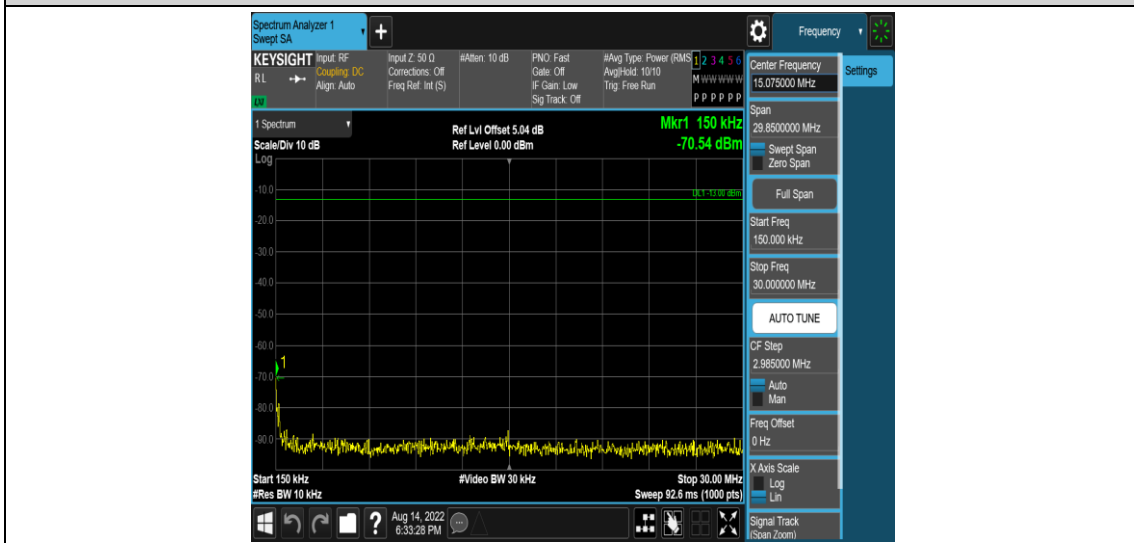 Spectrum Analyzer 1
Swept SA
+
Frequency
KEYSIGHT
RL
LXI
Input: RF
Coupling: DC
Align: Auto
Input Z: 50 Ω
Corrections: Off
Freq Ref: Int (S)
#Atten: 10 dB
PNO: Fast
Gate: Off
IF Gain: Low
Sig Track: Off
#Avg Type: Power (RMS
Avg|Hold: 10/10
Trig: Free Run
1 2 3 4 5 6
M W W W W W
P P P P P P
Center Frequency
15.075000 MHz
Settings
1 Spectrum
Scale/Div 10 dB
Ref Lvl Offset 5.04 dB
Ref Level 0.00 dBm
Mkr1 150 kHz
-70.54 dBm
Log
DL1 -13.00 dBm
-10.0
-20.0
-30.0
-40.0
-50.0
-60.0
-70.0
-80.0
-90.0
1
Start 150 kHz
#Res BW 10 kHz
#Video BW 30 kHz
Stop 30.00 MHz
Sweep 92.6 ms (1000 pts)
Span
29.8500000 MHz
Swept Span
Zero Span
Full Span
Start Freq
150.000 kHz
Stop Freq
30.000000 MHz
AUTO TUNE
CF Step
2.985000 MHz
Auto
Man
Freq Offset
0 Hz
X Axis Scale
Log
Lin
Signal Track
(Span Zoom)
?
Aug 14, 2022
6:33:28 PM